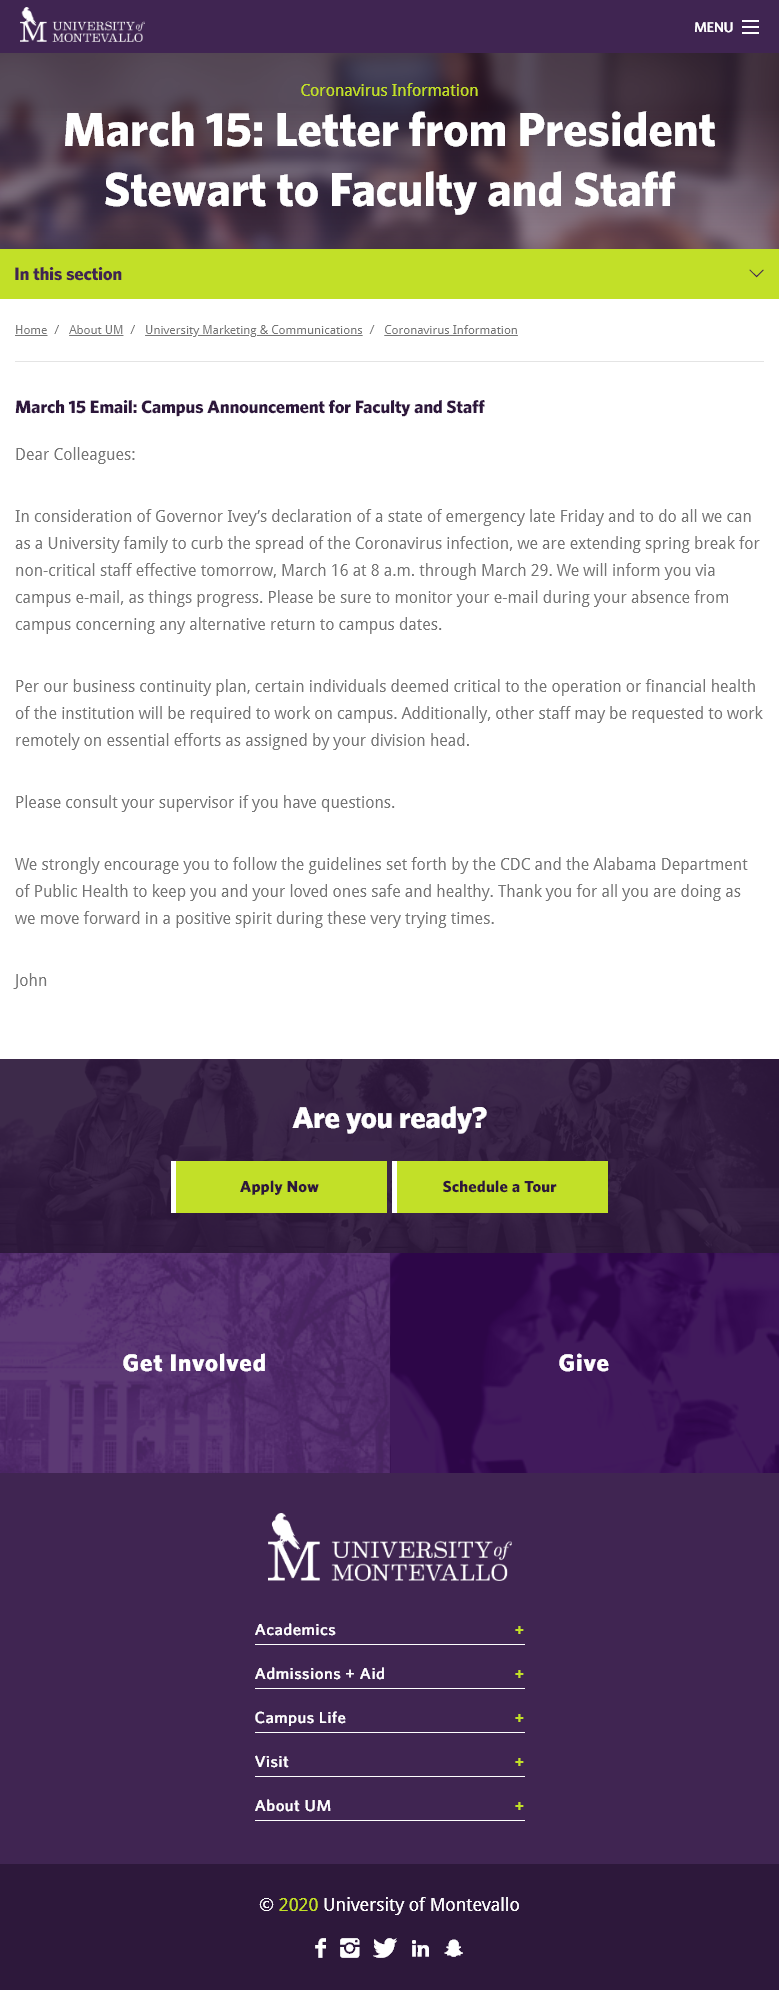 UNIVERSITY of
MONTEVALLO
MENU
Coronavirus Information
March 15: Letter from President
Stewart to Faculty and Staff
In this section
Home / About UM / University Marketing & Communications / Coronavirus Information
March 15 Email: Campus Announcement for Faculty and Staff
Dear Colleagues:
In consideration of Governor Ivey’s declaration of a state of emergency late Friday and to do all we can
as a University family to curb the spread of the Coronavirus infection, we are extending spring break for
non-critical staff effective tomorrow, March 16 at 8 a.m. through March 29. We will inform you via
campus e-mail, as things progress. Please be sure to monitor your e-mail during your absence from
campus concerning any alternative return to campus dates.
Per our business continuity plan, certain individuals deemed critical to the operation or financial health
of the institution will be required to work on campus. Additionally, other staff may be requested to work
remotely on essential efforts as assigned by your division head.
Please consult your supervisor if you have questions.
We strongly encourage you to follow the guidelines set forth by the CDC and the Alabama Department
of Public Health to keep you and your loved ones safe and healthy. Thank you for all you are doing as
we move forward in a positive spirit during these very trying times.
John
Are you ready?
Apply Now
Schedule a Tour
Get Involved
Give
M UNIVERSITY of
MONTEVALLO
Academics +
Admissions + Aid +
Campus Life +
Visit +
About UM +
© 2020 University of Montevallo